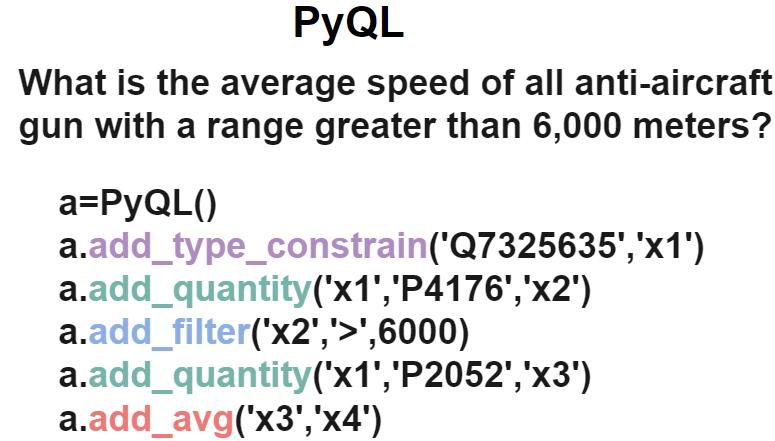 PyQL
What is the average speed of all anti-aircraft
gun with a range greater than 6,000 meters?
a=PyQL()
a.add_type_constrain('Q7325635','x1')
a.add_quantity('x1','P4176','x2')
a.add_filter('x2','>',6000)
a.add_quantity('x1','P2052','x3')
a.add_avg('x3','x4')